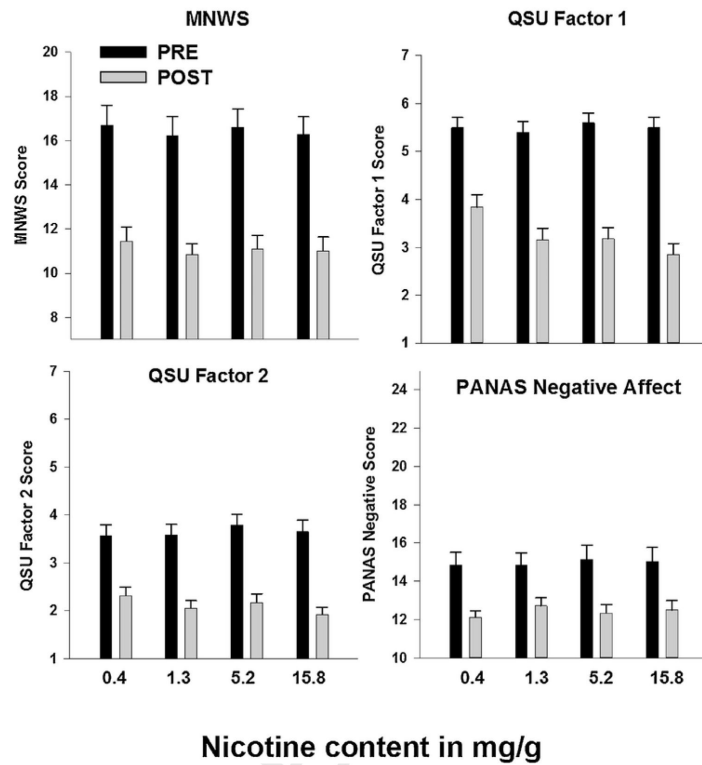 MNWS
QSU Factor 1
20
18
16
14
12
10
8
MNWS Score
PRE
POST
7
6
5
4
3
2
1
QSU Factor 1 Score
QSU Factor 2
PANAS Negative Affect
7
6
5
4
3
2
1
QSU Factor 2 Score
24
22
20
18
16
14
12
10
PANAS Negative Score
0.4 1.3 5.2 15.8
0.4 1.3 5.2 15.8
Nicotine content in mg/g